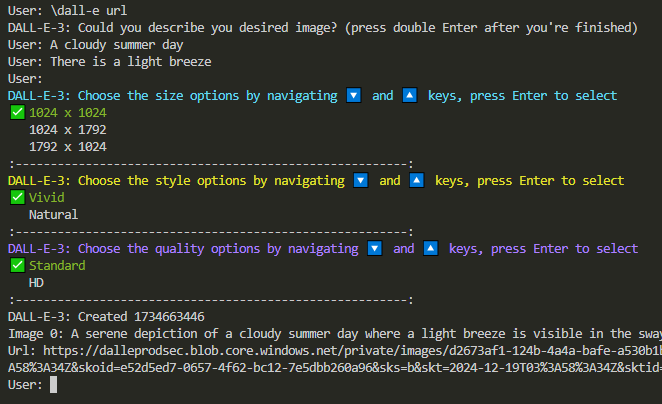 User: \dall-e url
DALL-E-3: Could you describe you desired image? (press double Enter after you're finished)
User: A cloudy summer day
User: There is a light breeze
User:
DALL-E-3: Choose the size options by navigating 🔽 and 🔼 keys, press Enter to select
✅ 1024 x 1024
1024 x 1792
1792 x 1024
:---------------------------------------------------:
DALL-E-3: Choose the style options by navigating 🔽 and 🔼 keys, press Enter to select
✅ Vivid
Natural
:---------------------------------------------------:
DALL-E-3: Choose the quality options by navigating 🔽 and 🔼 keys, press Enter to select
✅ Standard
HD
:---------------------------------------------------:
DALL-E-3: Created 1734663446
Image 0: A serene depiction of a cloudy summer day where a light breeze is visible in the sway
Url: https://dalleprodsec.blob.core.windows.net/private/images/d2673af1-124b-4a4a-bafe-a530b1b
A58%3A34Z&skoid=e52d5ed7-0657-4f62-bc12-7e5dbb260a96&sks=b&skt=2024-12-19T03%3A58%3A34Z&sktid=
User: